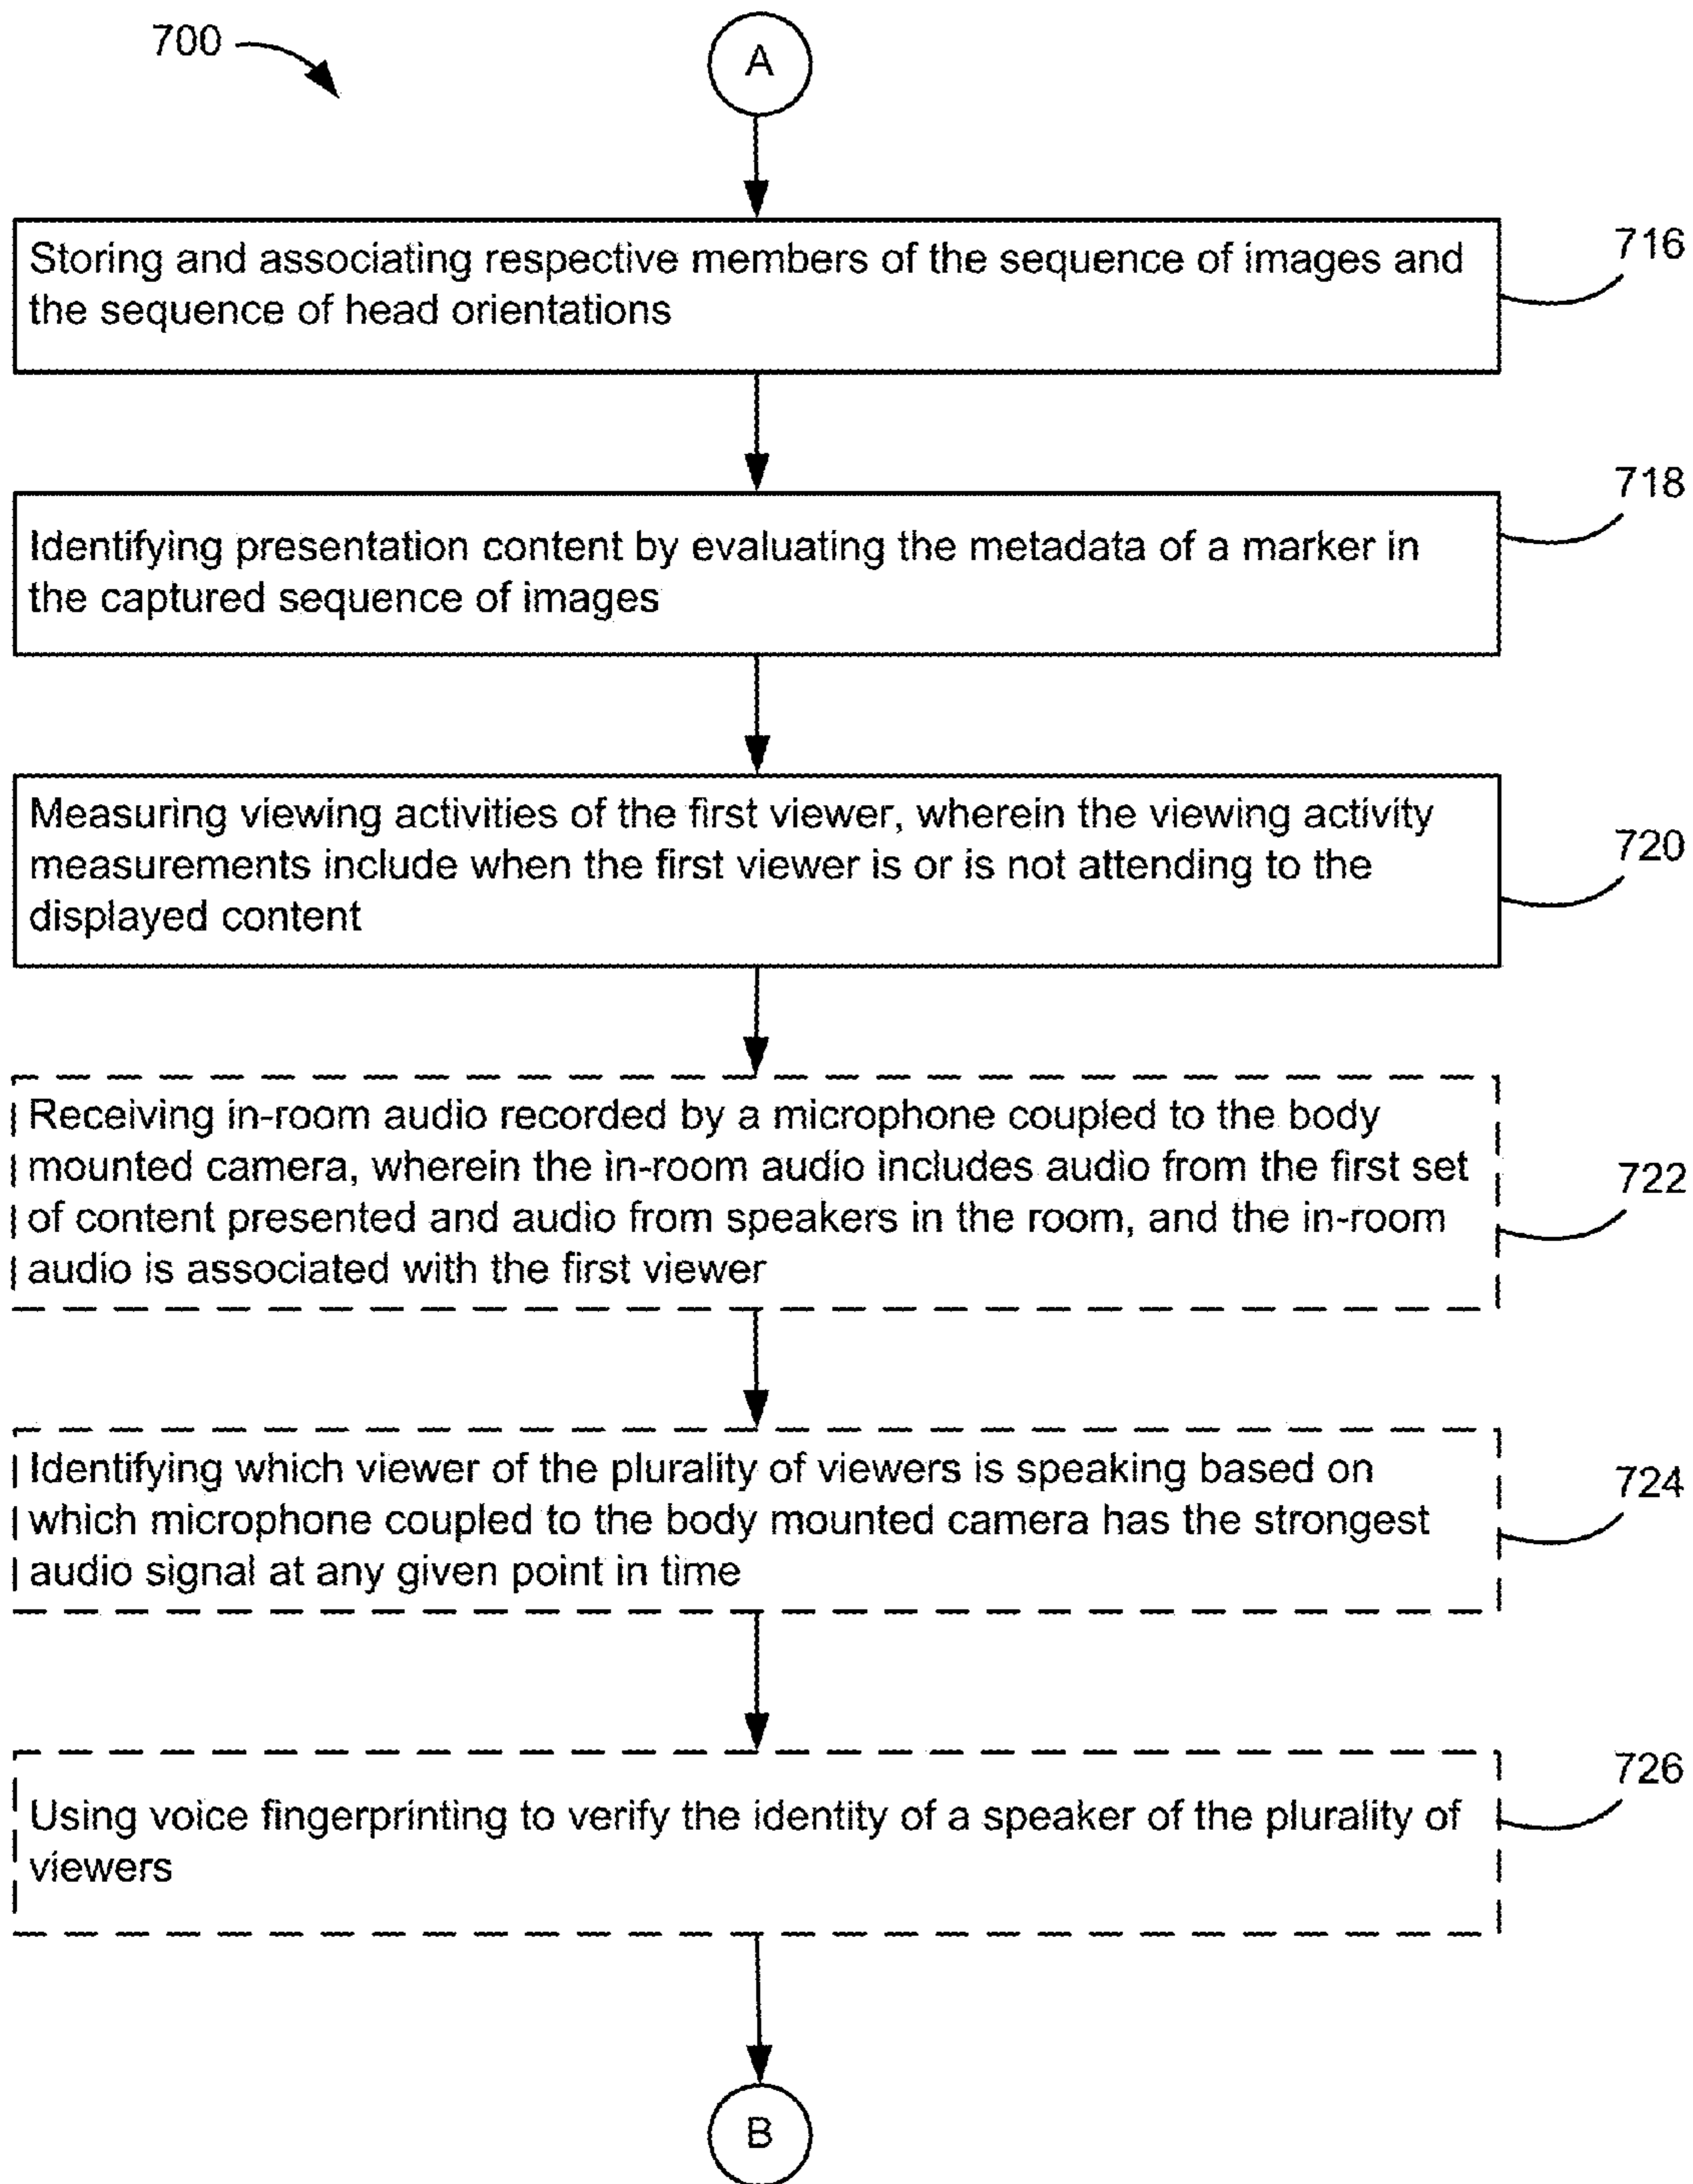 700
A
Storing and associating respective members of the sequence of images and
the sequence of head orientations
716
Identifying presentation content by evaluating the metadata of a marker in
the captured sequence of images
718
Measuring viewing activities of the first viewer, wherein the viewing activity
measurements include when the first viewer is or is not attending to the
displayed content
720
Receiving in-room audio recorded by a microphone coupled to the body
mounted camera, wherein the in-room audio includes audio from the first set
of content presented and audio from speakers in the room, and the in-room
audio is associated with the first viewer
722
Identifying which viewer of the plurality of viewers is speaking based on
which microphone coupled to the body mounted camera has the strongest
audio signal at any given point in time
724
Using voice fingerprinting to verify the identity of a speaker of the plurality of
viewers
726
B